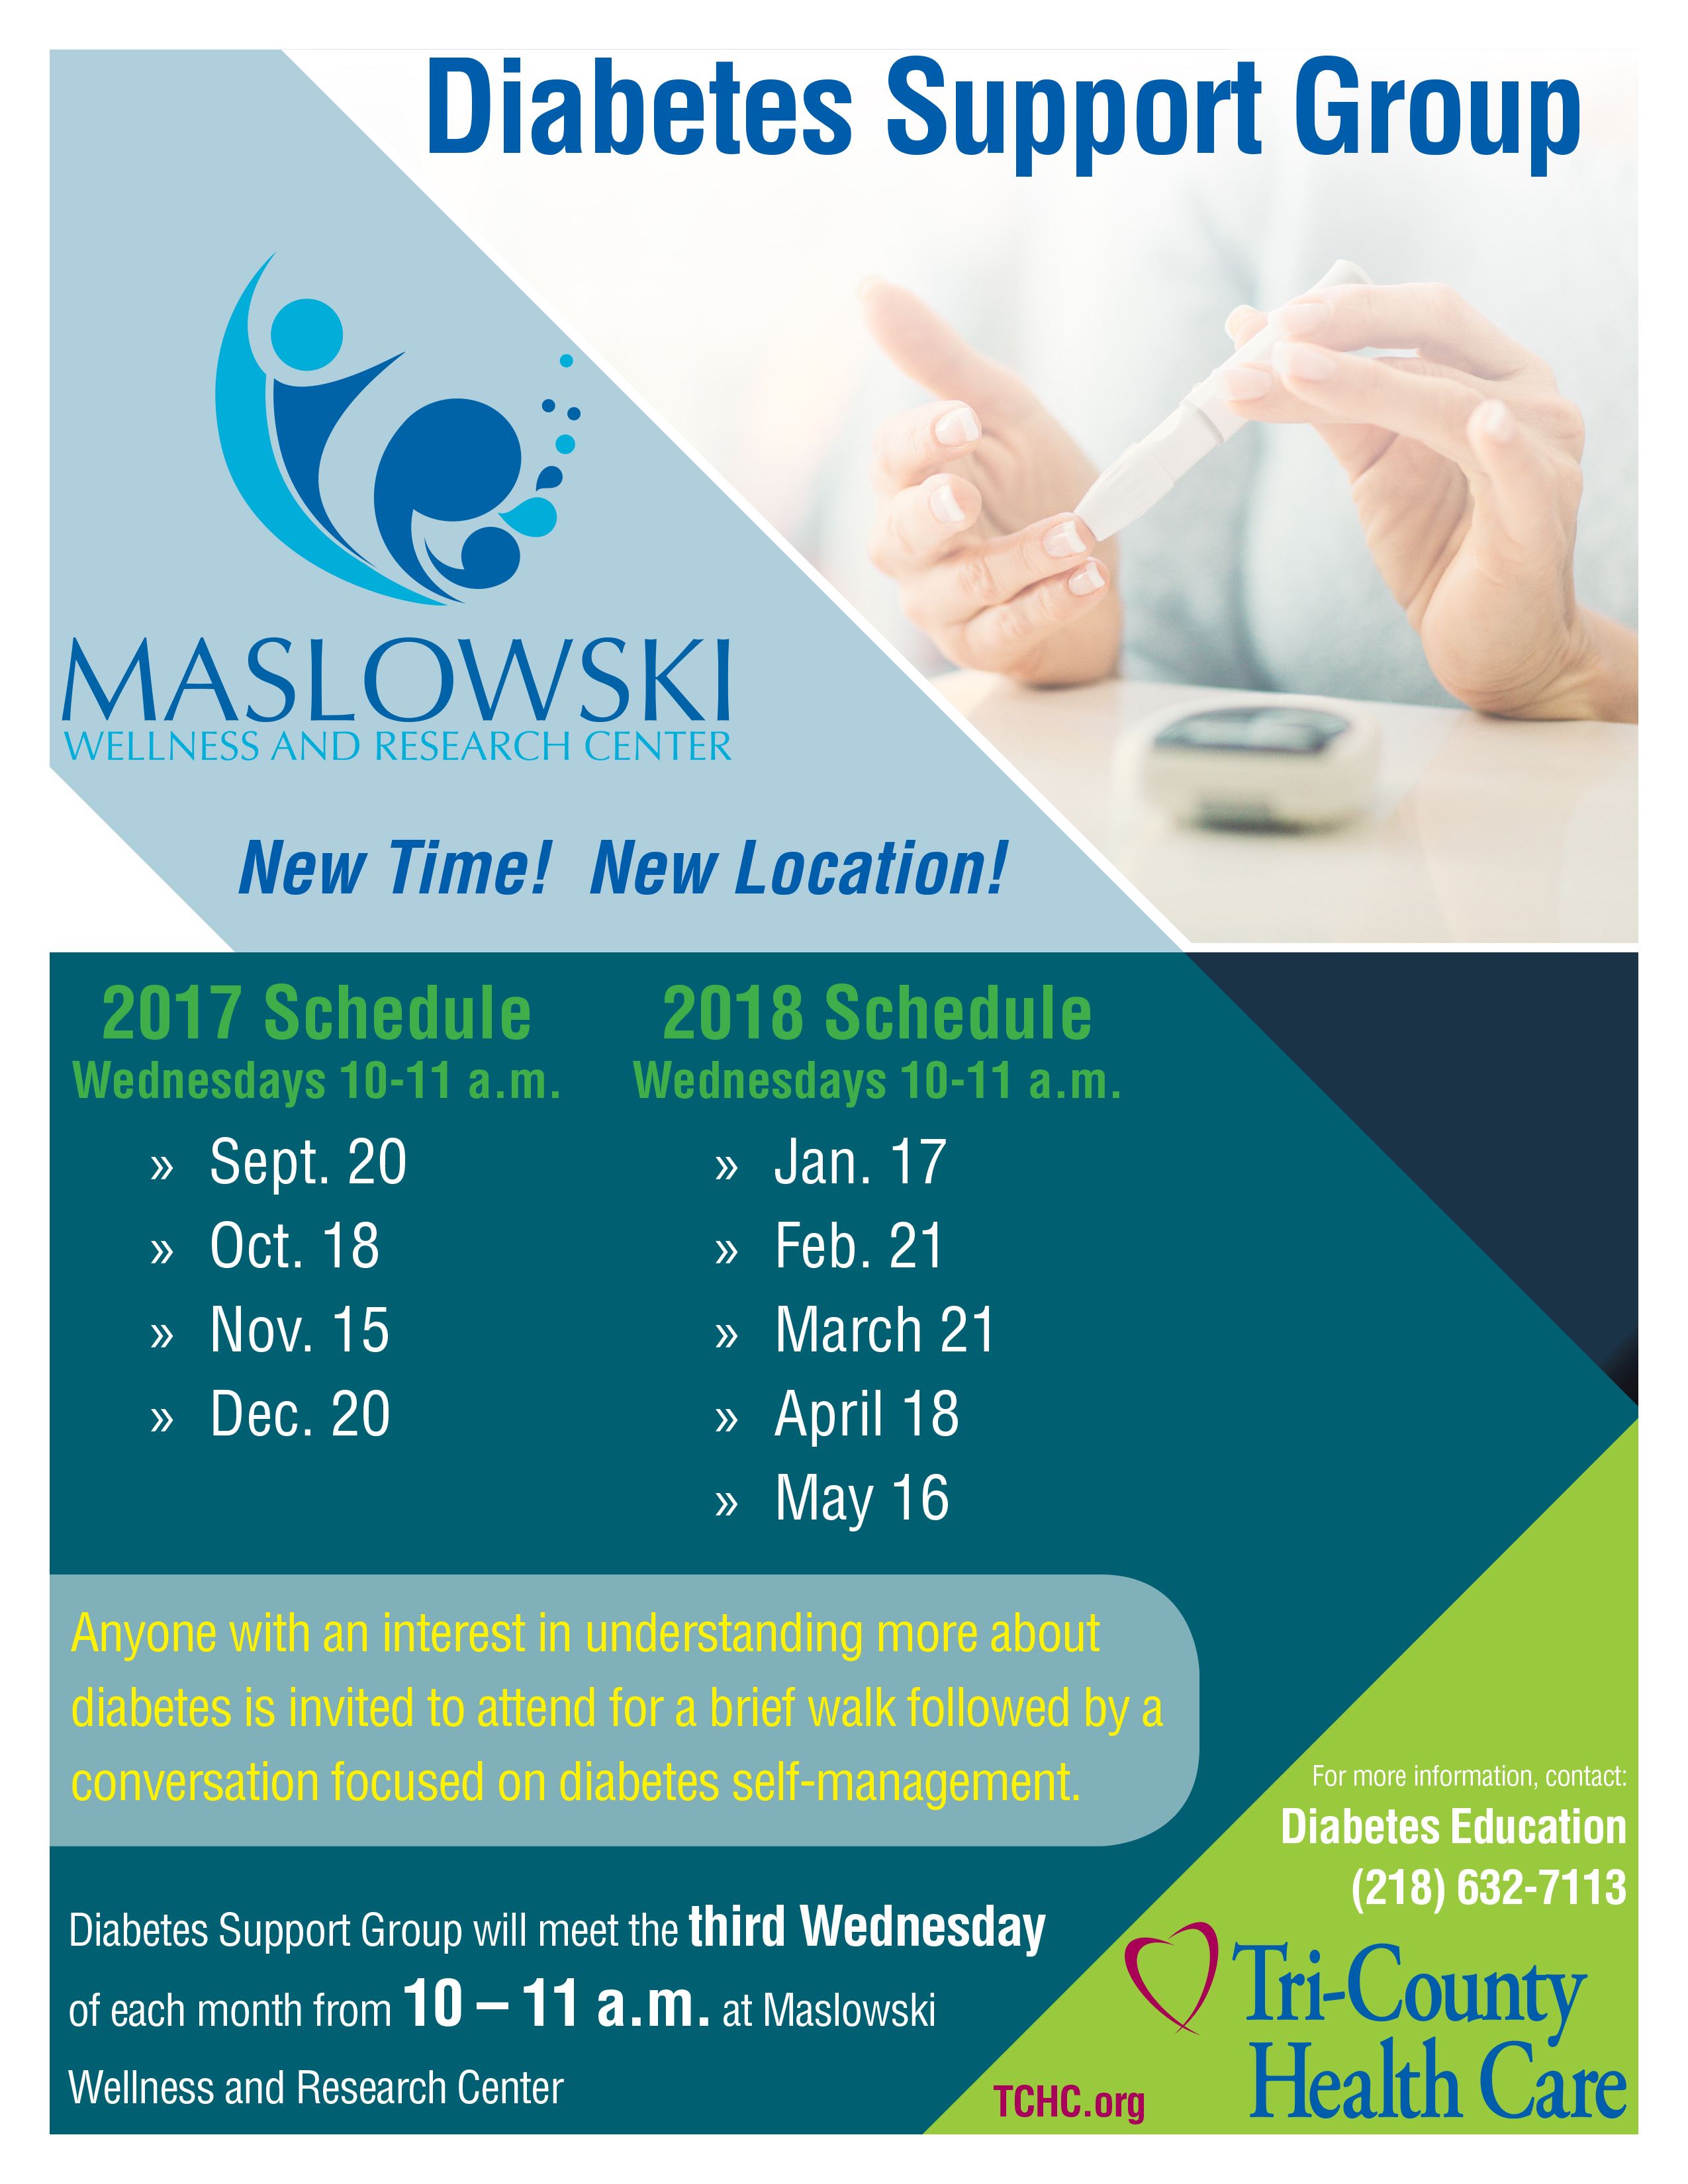 Diabetes Support Group
MASLOWSKI
WELLNESS AND RESEARCH CENTER
New Time! New Location!
2017 Schedule
Wednesdays 10-11 a.m.
» Sept. 20
» Oct. 18
» Nov. 15
» Dec. 20
2018 Schedule
Wednesdays 10-11 a.m.
» Jan. 17
» Feb. 21
» March 21
» April 18
» May 16
Anyone with an interest in understanding more about
diabetes is invited to attend for a brief walk followed by a
conversation focused on diabetes self-management.
Diabetes Support Group will meet the third Wednesday
of each month from 10 – 11 a.m. at Maslowski
Wellness and Research Center
For more information, contact:
Diabetes Education
(218) 632-7113
Tri-County
Health Care
TCHC.org